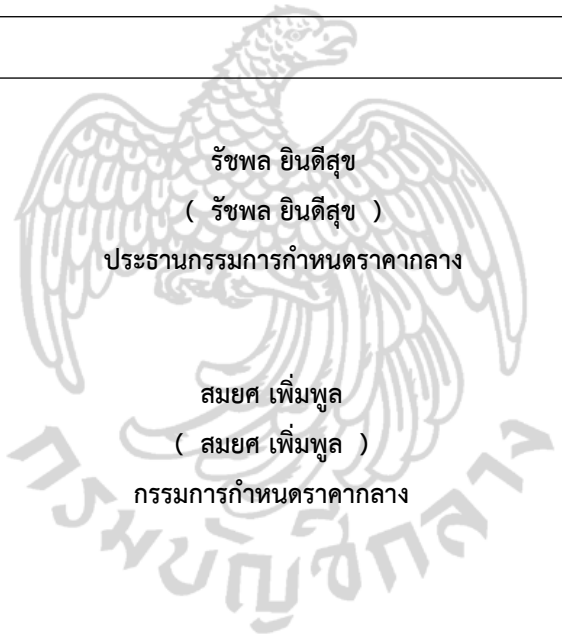 รัชพล ยินดีสุข
( รัชพล ยินดีสุข )
ประธานกรรมการกำหนดราคากลาง
สมยศ เพิ่มพูล
( สมยศ เพิ่มพูล )
กรรมการกำหนดราคากลาง
กรมบัญชีกลาง